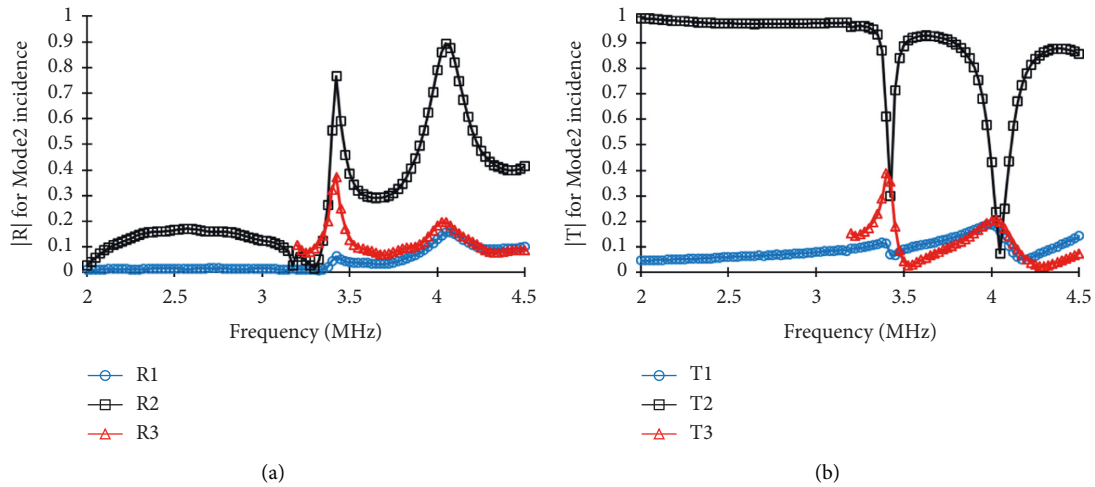 |R| for Mode2 incidence
1
0.9
0.8
0.7
0.6
0.5
0.4
0.3
0.2
0.1
0
2
2.5
3
3.5
4
4.5
Frequency (MHz)
R1
R2
R3
(a)
|T| for Mode2 incidence
1
0.9
0.8
0.7
0.6
0.5
0.4
0.3
0.2
0.1
0
2
2.5
3
3.5
4
4.5
Frequency (MHz)
T1
T2
T3
(b)